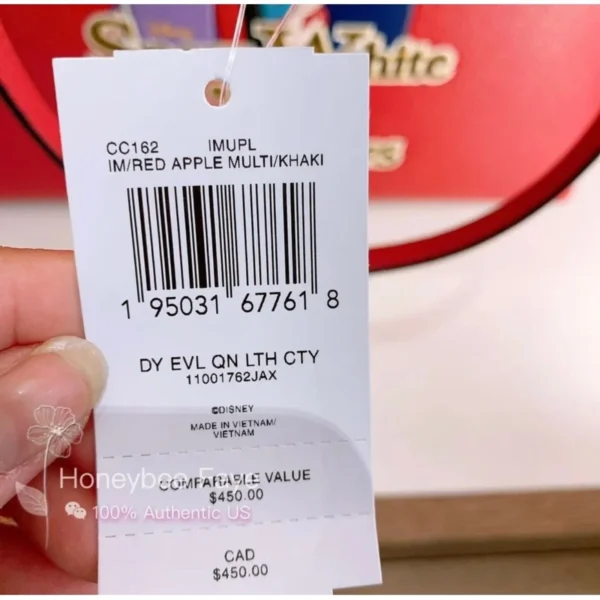 CC162 IMUPL
IM/RED APPLE MULTI/KHAKI
1 95031 67761 8
DY EVL QN LTH CTY
11001762JAX
©DISNEY
MADE IN VIETNAM/
VIETNAM
COMPARABLE VALUE
$450.00
Honeybee Faye
100% Authentic US
CAD
$450.00